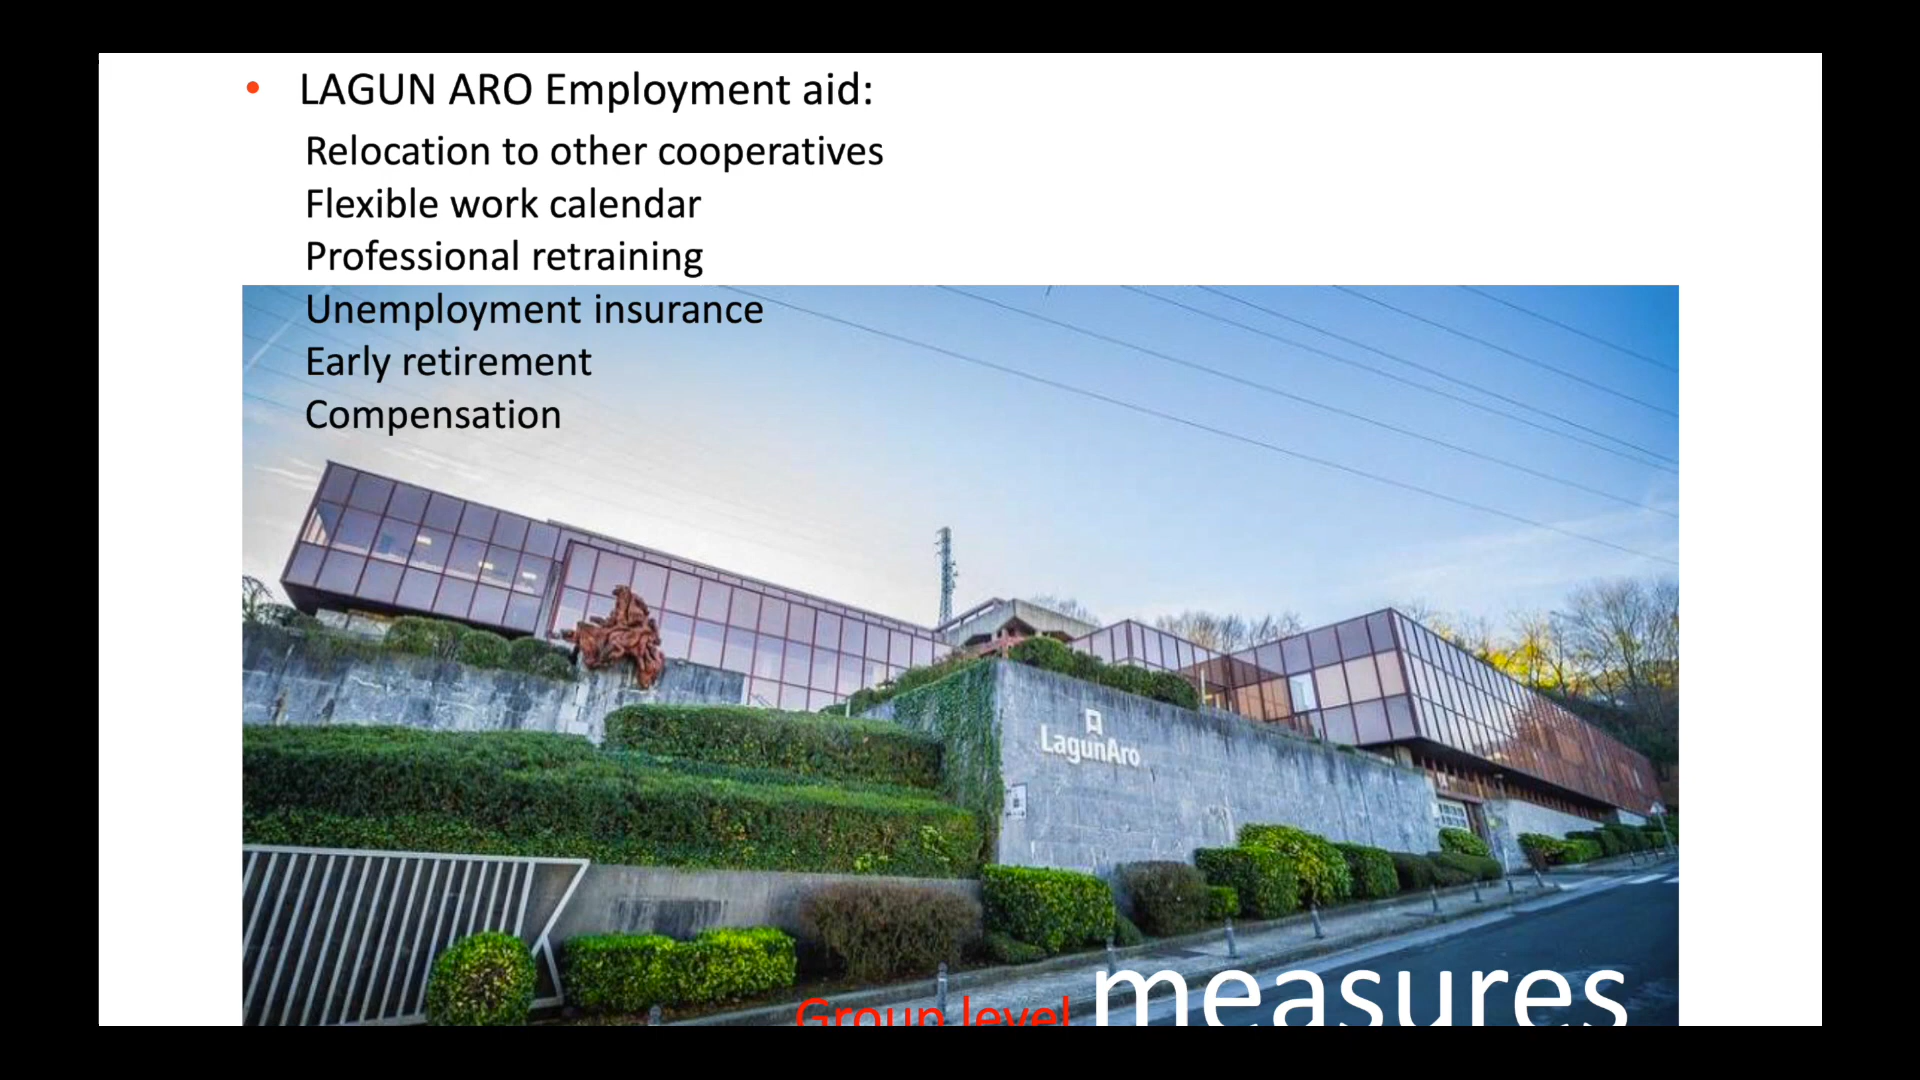 • LAGUN ARO Employment aid:
Relocation to other cooperatives
Flexible work calendar
Professional retraining
Unemployment insurance
Early retirement
Compensation
LagunAro
Group level measures